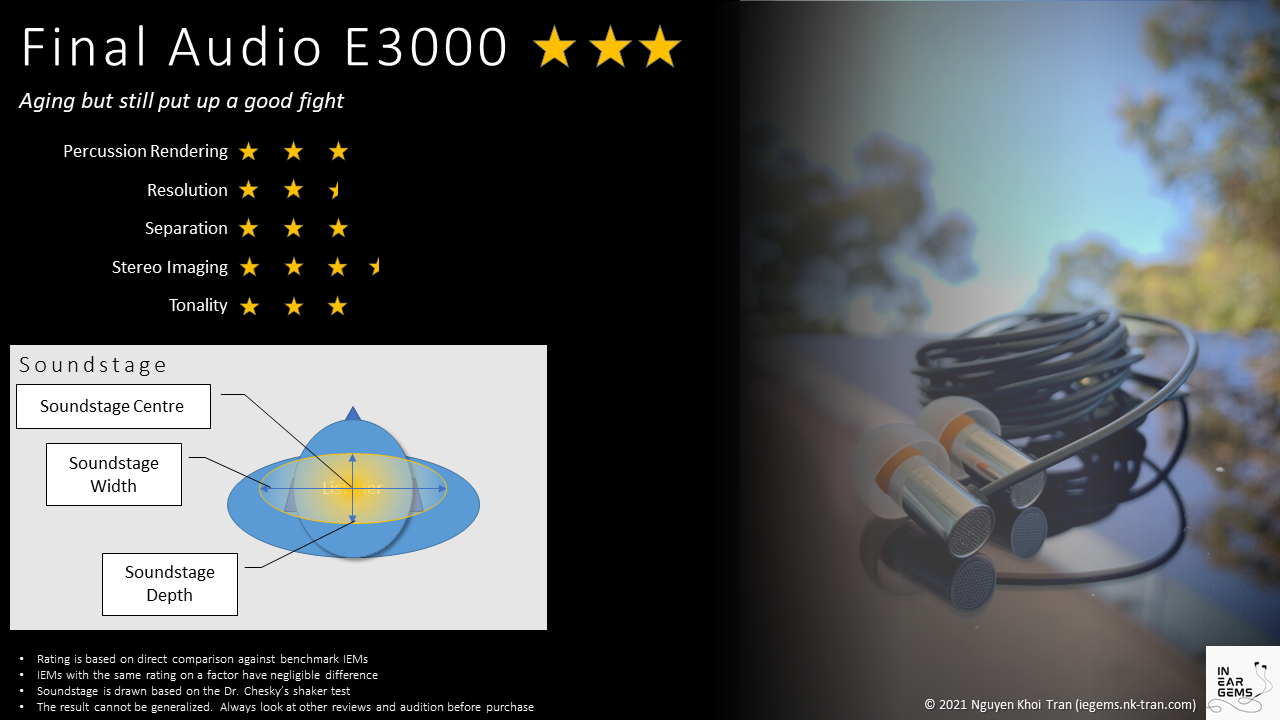 Final Audio E3000
Aging but still put up a good fight
Percussion Rendering
Resolution
Separation
Stereo Imaging
Tonality
Soundstage
Soundstage Centre
Soundstage
Width
Listener
Soundstage
Depth
• Rating is based on direct comparison against benchmark IEMs
• IEMs with the same rating on a factor have negligible difference
• Soundstage is drawn based on the Dr. Chesky's shaker test
• The result cannot be generalized. Always look at other reviews and audition before purchase
© 2021 Nguyen Khoi Tran (iegems.nk-tran.com)
IN
EAR
GEMS